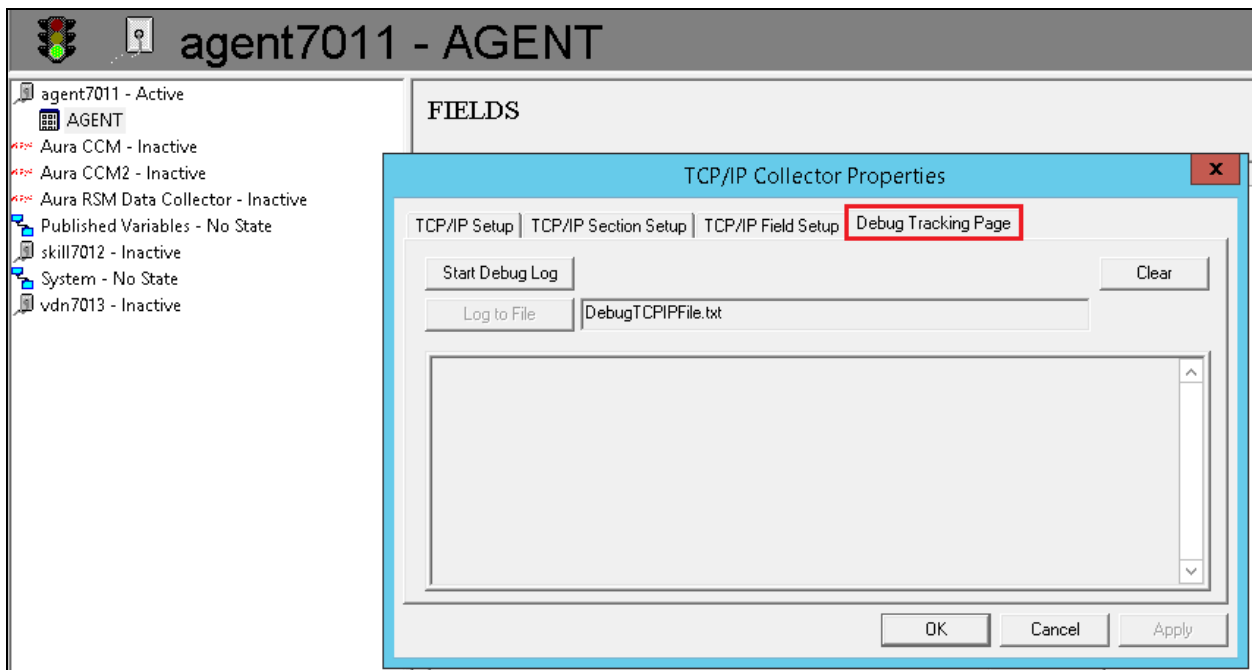 agent7011 - AGENT
agent7011 - Active
AGENT
Aura CCM - Inactive
Aura CCM2 - Inactive
Aura RSM Data Collector - Inactive
Published Variables - No State
skill7012 - Inactive
System - No State
vdn7013 - Inactive
FIELDS
TCP/IP Collector Properties
x
TCP/IP Setup TCP/IP Section Setup TCP/IP Field Setup Debug Tracking Page
Start Debug Log Clear
Log to File DebugTCPIPFile.txt
OK Cancel Apply